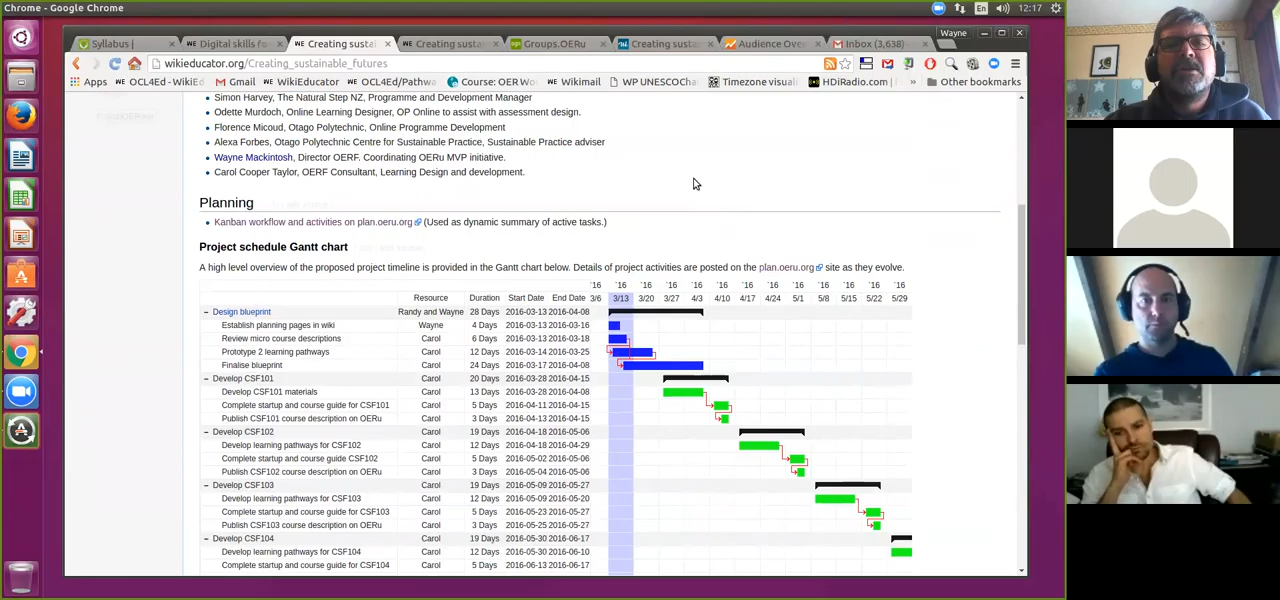 Chrome - Google Chrome
En 12:17
Wayne
Syllabus |
WE Digital skills fo
WE Creating sustai
WE Creating susta
Groups.OERu
Creating susta
Audience Ove
Inbox (3,638)
wikieducator.org/Creating_sustainable_futures
Apps
WE OCL4Ed - WikiEd
Gmail
WE WikiEducator
WE OCL4Ed/Pathwa
Course: OER Wo
WE Wikimail
WP UNESCOCha
Timezone visuali
HDiRadio.com |
»
Other bookmarks
Simon Harvey, The Natural Step NZ, Programme and Development Manager
Odette Murdoch, Online Learning Designer, OP Online to assist with assessment design.
Florence Micoud, Otago Polytechnic, Online Programme Development
Alexa Forbes, Otago Polytechnic Centre for Sustainable Practice, Sustainable Practice adviser
Wayne Mackintosh, Director OERF. Coordinating OERu MVP initiative.
Carol Cooper Taylor, OERF Consultant, Learning Design and development.
Planning
Kanban workflow and activities on plan.oeru.org (Used as dynamic summary of active tasks.)
Project schedule Gantt chart
A high level overview of the proposed project timeline is provided in the Gantt chart below. Details of project activities are posted on the plan.oeru.org site as they evolve.
'16 '16 '16 '16 '16 '16 '16 '16 '16 '16 '16 '16 '16
Resource Duration Start Date End Date 3/6 3/13 3/20 3/27 4/3 4/10 4/17 4/24 5/1 5/8 5/15 5/22 5/29
Design blueprint Randy and Wayne 28 Days 2016-03-13 2016-04-08
Establish planning pages in wiki Wayne 4 Days 2016-03-13 2016-03-16
Review micro course descriptions Carol 6 Days 2016-03-13 2016-03-18
Prototype 2 learning pathways Carol 12 Days 2016-03-14 2016-03-25
Finalise blueprint Carol 24 Days 2016-03-17 2016-04-08
Develop CSF101 Carol 20 Days 2016-03-28 2016-04-15
Develop CSF101 materials Carol 13 Days 2016-03-28 2016-04-08
Complete startup and course guide for CSF101 Carol 5 Days 2016-04-11 2016-04-15
Publish CSF101 course description on OERu Carol 3 Days 2016-04-13 2016-04-15
Develop CSF102 Carol 19 Days 2016-04-18 2016-05-06
Develop learning pathways for CSF102 Carol 12 Days 2016-04-18 2016-04-29
Complete startup course guide CSF102 Carol 5 Days 2016-05-02 2016-05-06
Publish CSF102 course description on OERu Carol 3 Days 2016-05-04 2016-05-06
Develop CSF103 Carol 19 Days 2016-05-09 2016-05-27
Develop learning pathways for CSF103 Carol 12 Days 2016-05-09 2016-05-20
Complete startup course guide for CSF103 Carol 5 Days 2016-05-23 2016-05-27
Publish CSF103 course description on OERu Carol 3 Days 2016-05-25 2016-05-27
Develop CSF104 Carol 19 Days 2016-05-30 2016-06-17
Develop learning pathways for CSF104 Carol 12 Days 2016-05-30 2016-06-10
Complete startup course guide for CSF104 Carol 5 Days 2016-06-13 2016-06-17